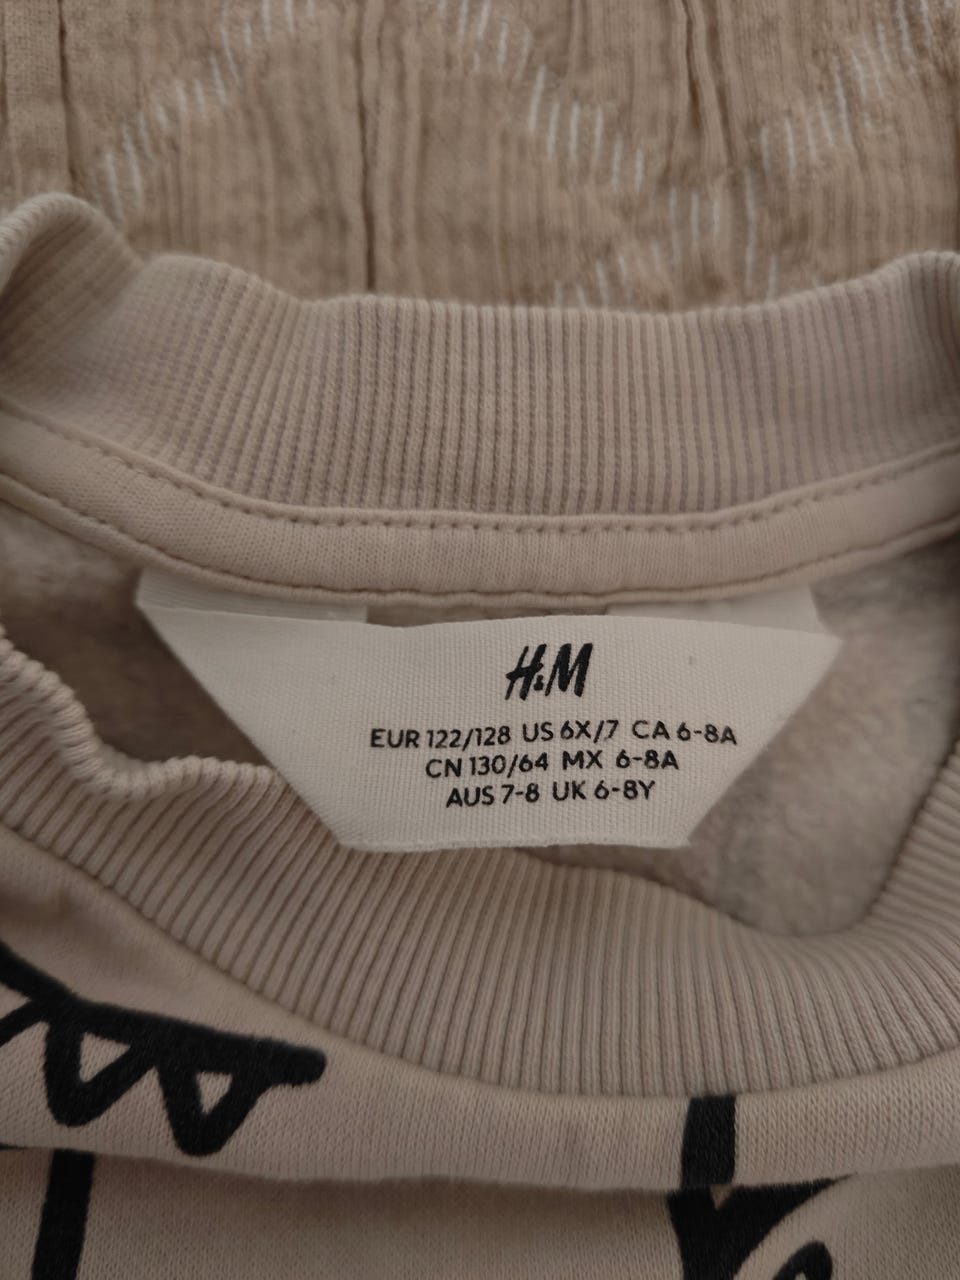 H&M
EUR 122/128 US 6X/7 CA 6-8A
CN 130/64 MX 6-8A
AUS 7-8 UK 6-8Y